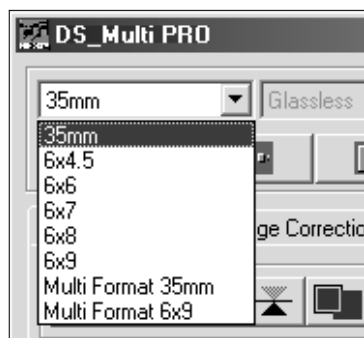 DS_Multi PRO
35mm Glassless
35mm
6x4.5
6x6
6x7
6x8
6x9
Multi Format 35mm
Multi Format 6x9
ge Correctio